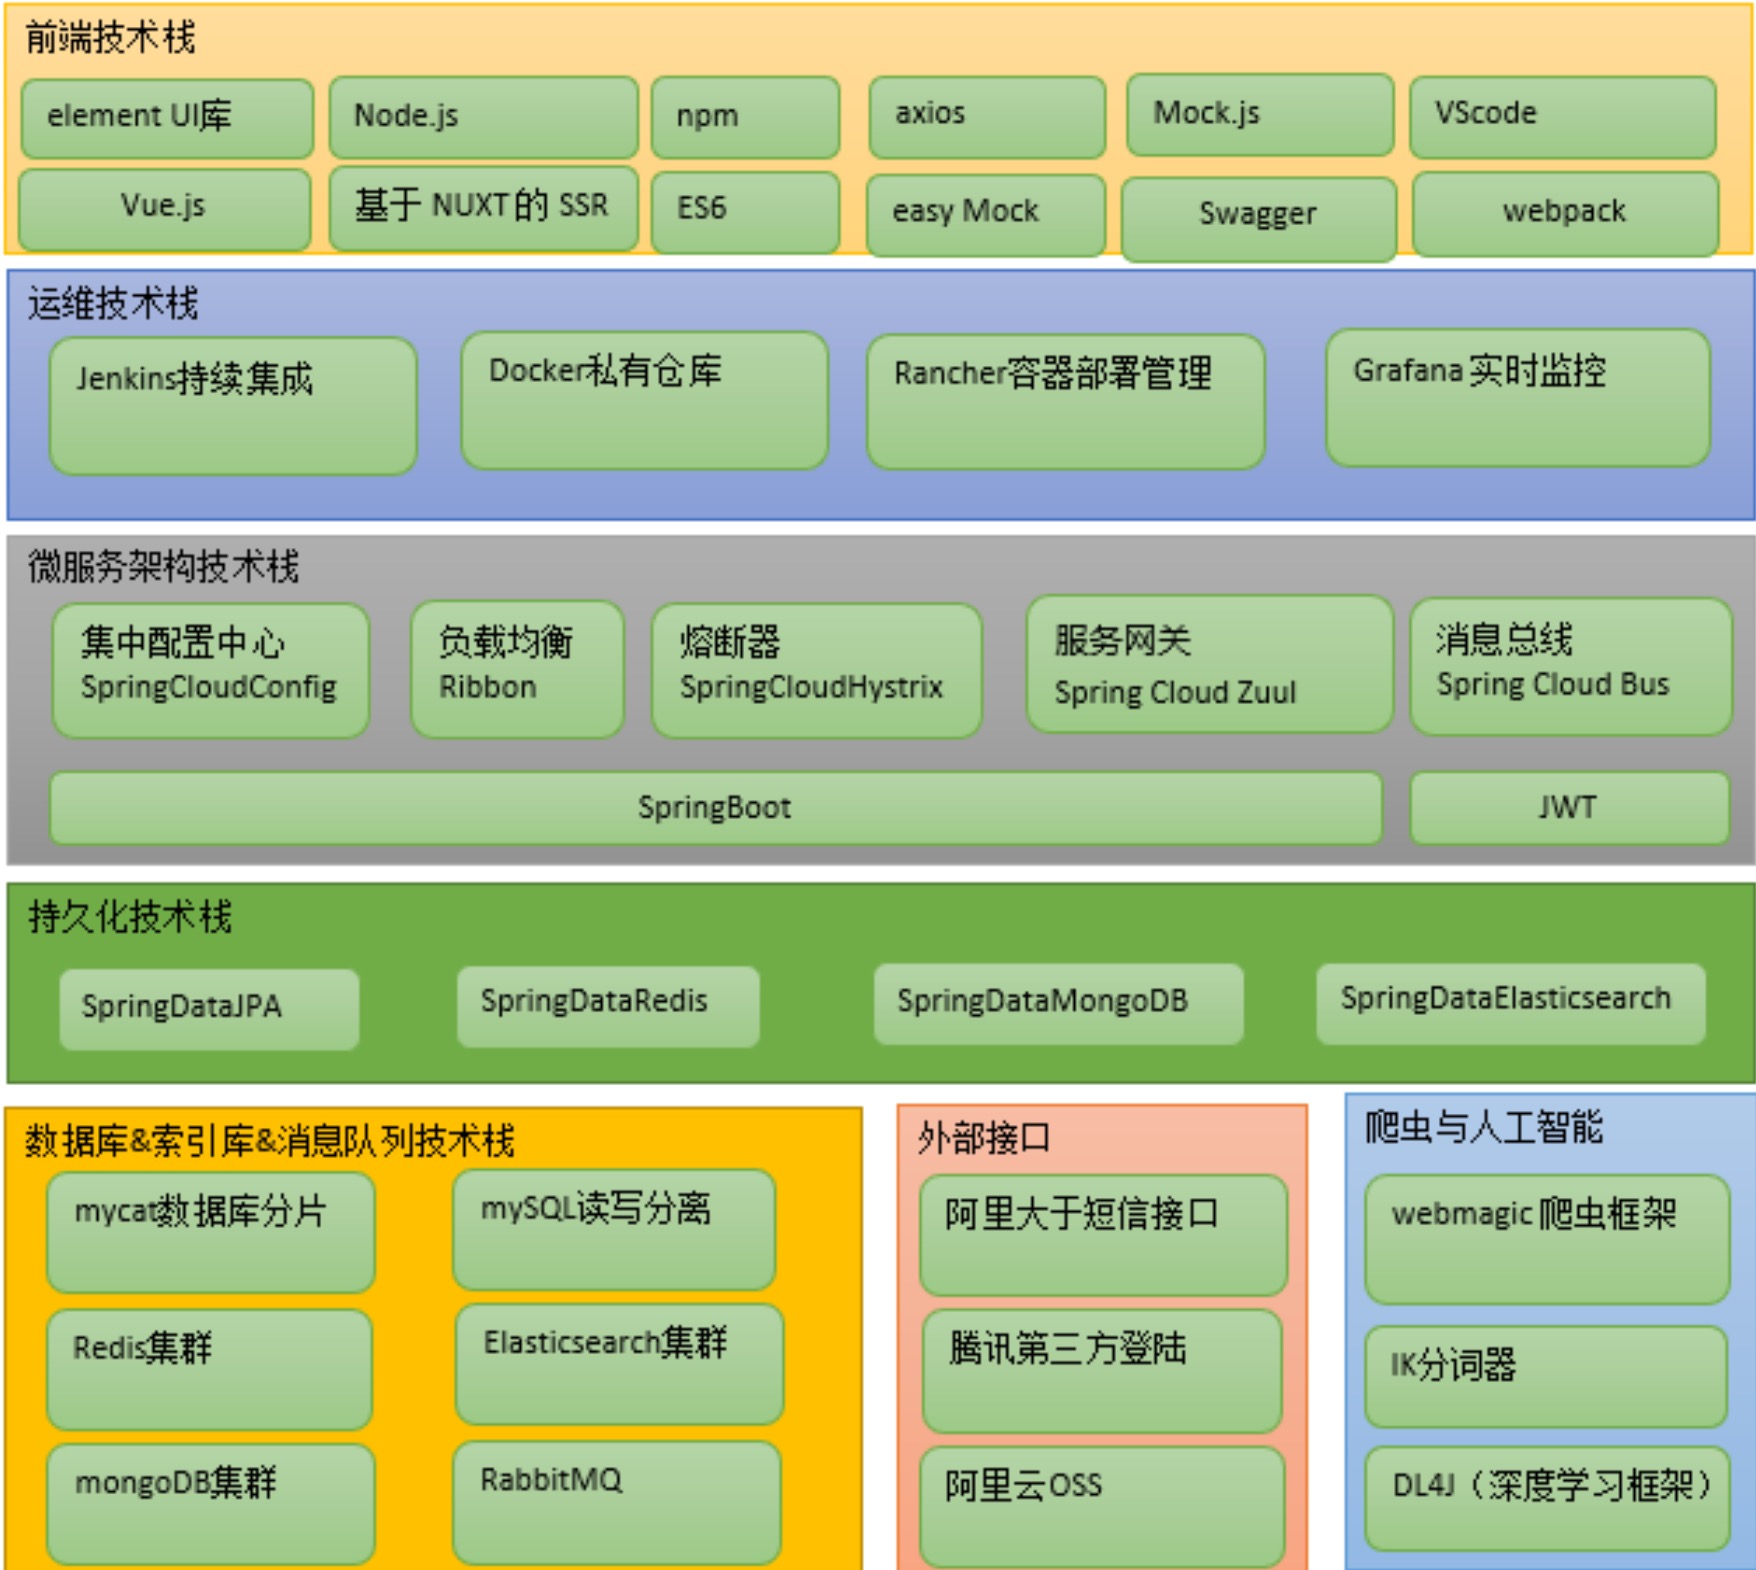 前端技术栈
element UI库
Node.js
npm
axios
Mock.js
VScode
Vue.js
基于 NUXT的 SSR
ES6
easy Mock
Swagger
webpack
运维技术栈
Jenkins持续集成
Docker私有仓库
Rancher容器部署管理
Grafana 实时监控
微服务架构技术栈
集中配置中心
SpringCloudConfig
负载均衡
Ribbon
熔断器
SpringCloudHystrix
服务网关
Spring Cloud Zuul
消息总线
Spring Cloud Bus
SpringBoot
JWT
持久化技术栈
SpringDataJPA
SpringDataRedis
SpringDataMongoDB
SpringDataElasticsearch
数据库&索引库&消息队列技术栈
mycat数据库分片
mySQL读写分离
Redis集群
Elasticsearch集群
mongoDB集群
RabbitMQ
外部接口
阿里大于短信接口
腾讯第三方登陆
阿里云OSS
爬虫与人工智能
webmagic 爬虫框架
IK分词器
DL4J（深度学习框架）